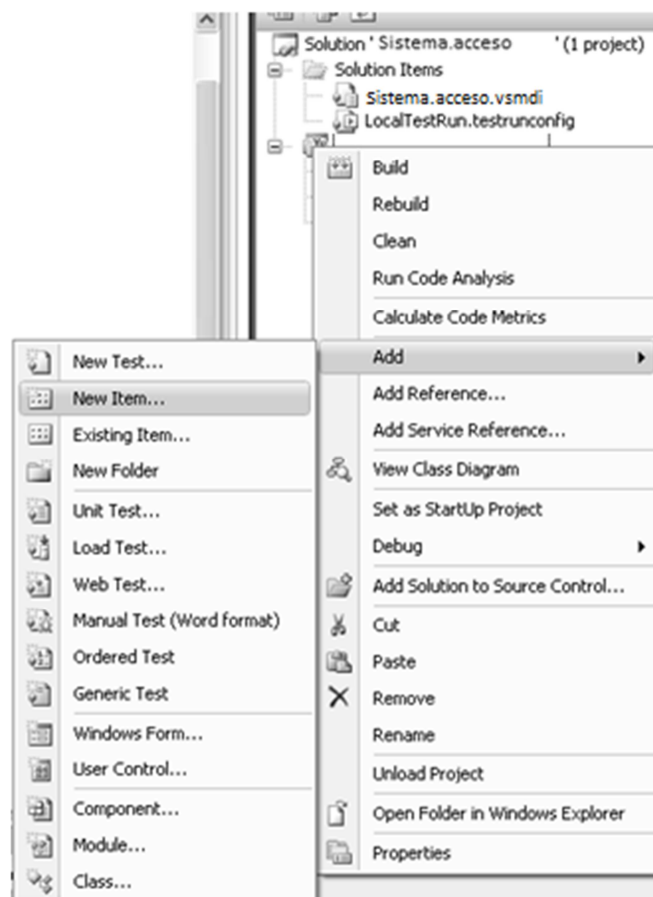 Solution ' Sistema.acceso ' (1 project)
Solution Items
Sistema.acceso.vsmdi
LocalTestRun.testrunconfig
Build
Rebuild
Clean
Run Code Analysis
Calculate Code Metrics
Add
Add Reference...
Add Service Reference...
View Class Diagram
Set as StartUp Project
Debug
Add Solution to Source Control...
Cut
Paste
Remove
Rename
Unload Project
Open Folder in Windows Explorer
Properties
New Test...
New Item...
Existing Item...
New Folder
Unit Test...
Load Test...
Web Test...
Manual Test (Word format)
Ordered Test
Generic Test
Windows Form...
User Control...
Component...
Module...
Class...